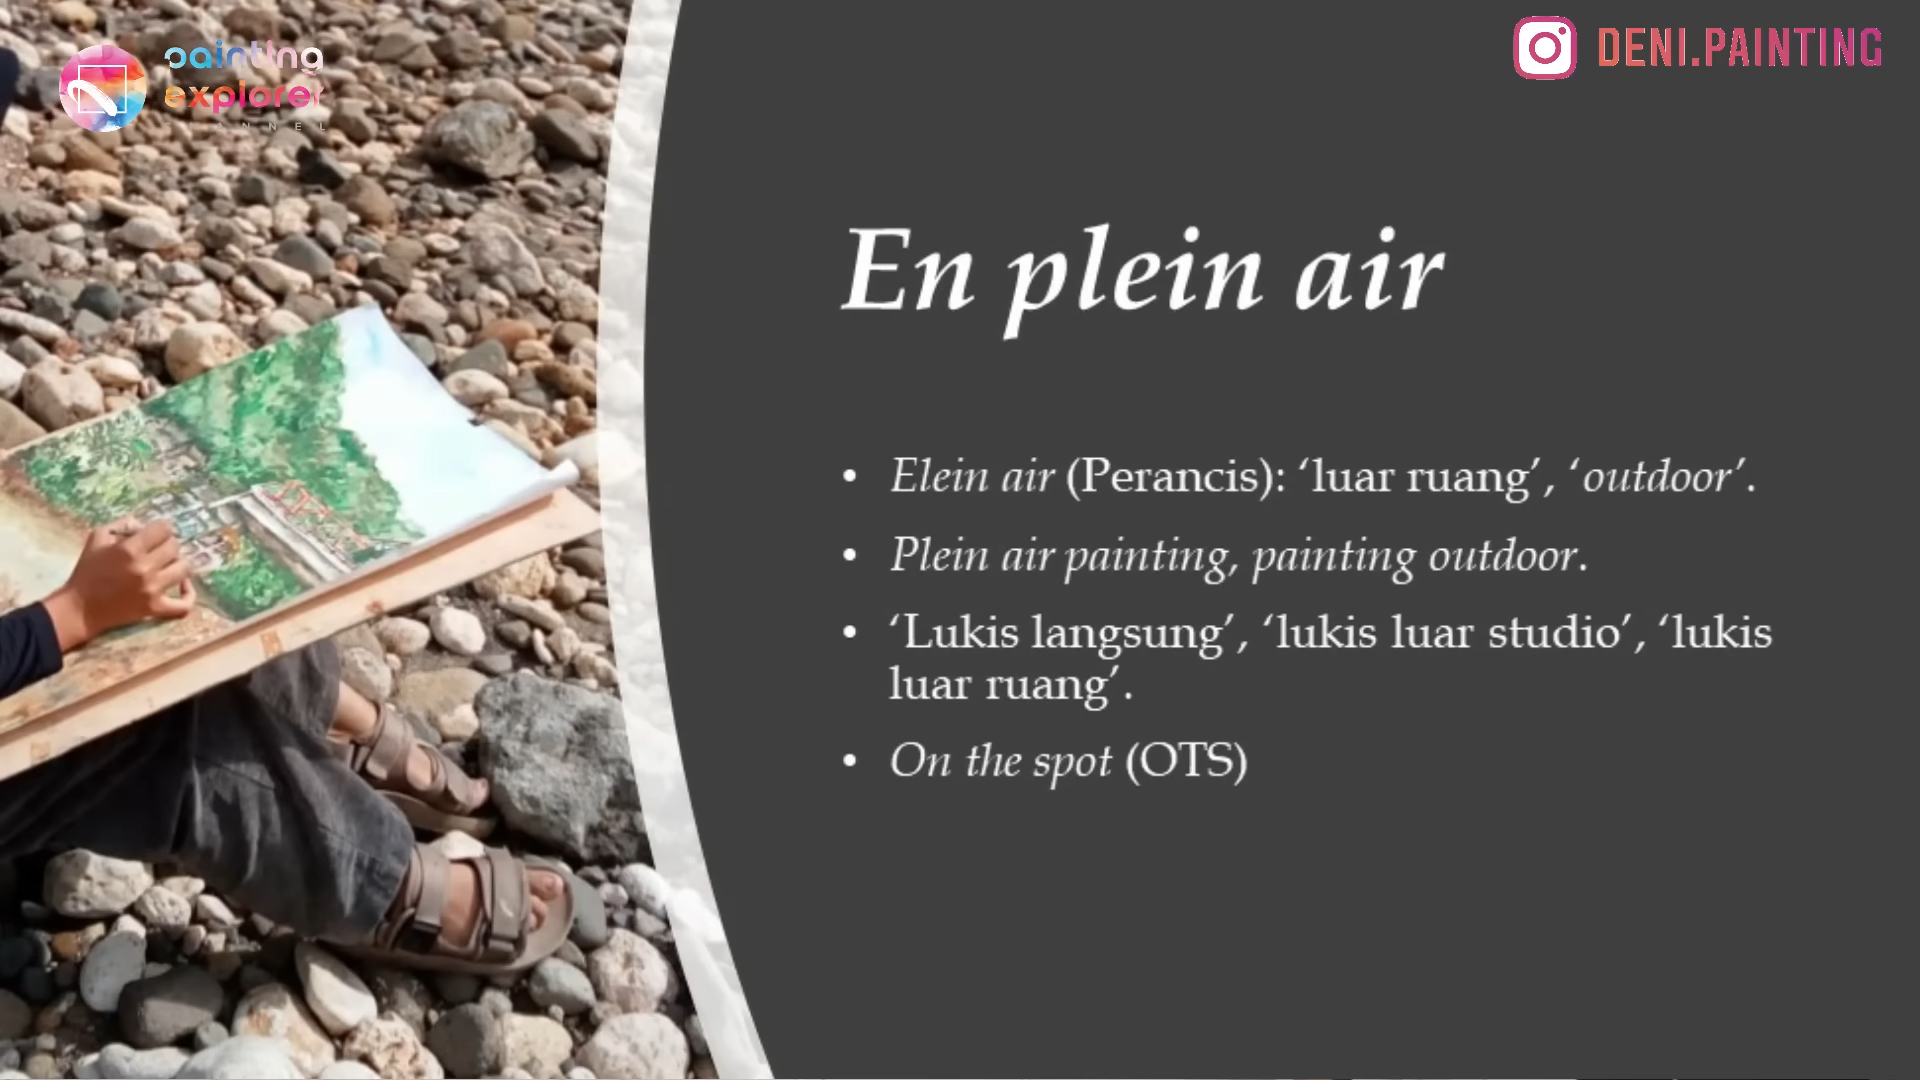 painting
explorer
DENI.PAINTING
En plein air
• Elein air (Perancis): ‘luar ruang’, ‘outdoor’.
• Plein air painting, painting outdoor.
• ‘Lukis langsung’, ‘lukis luar studio’, ‘lukis
luar ruang’.
• On the spot (OTS)